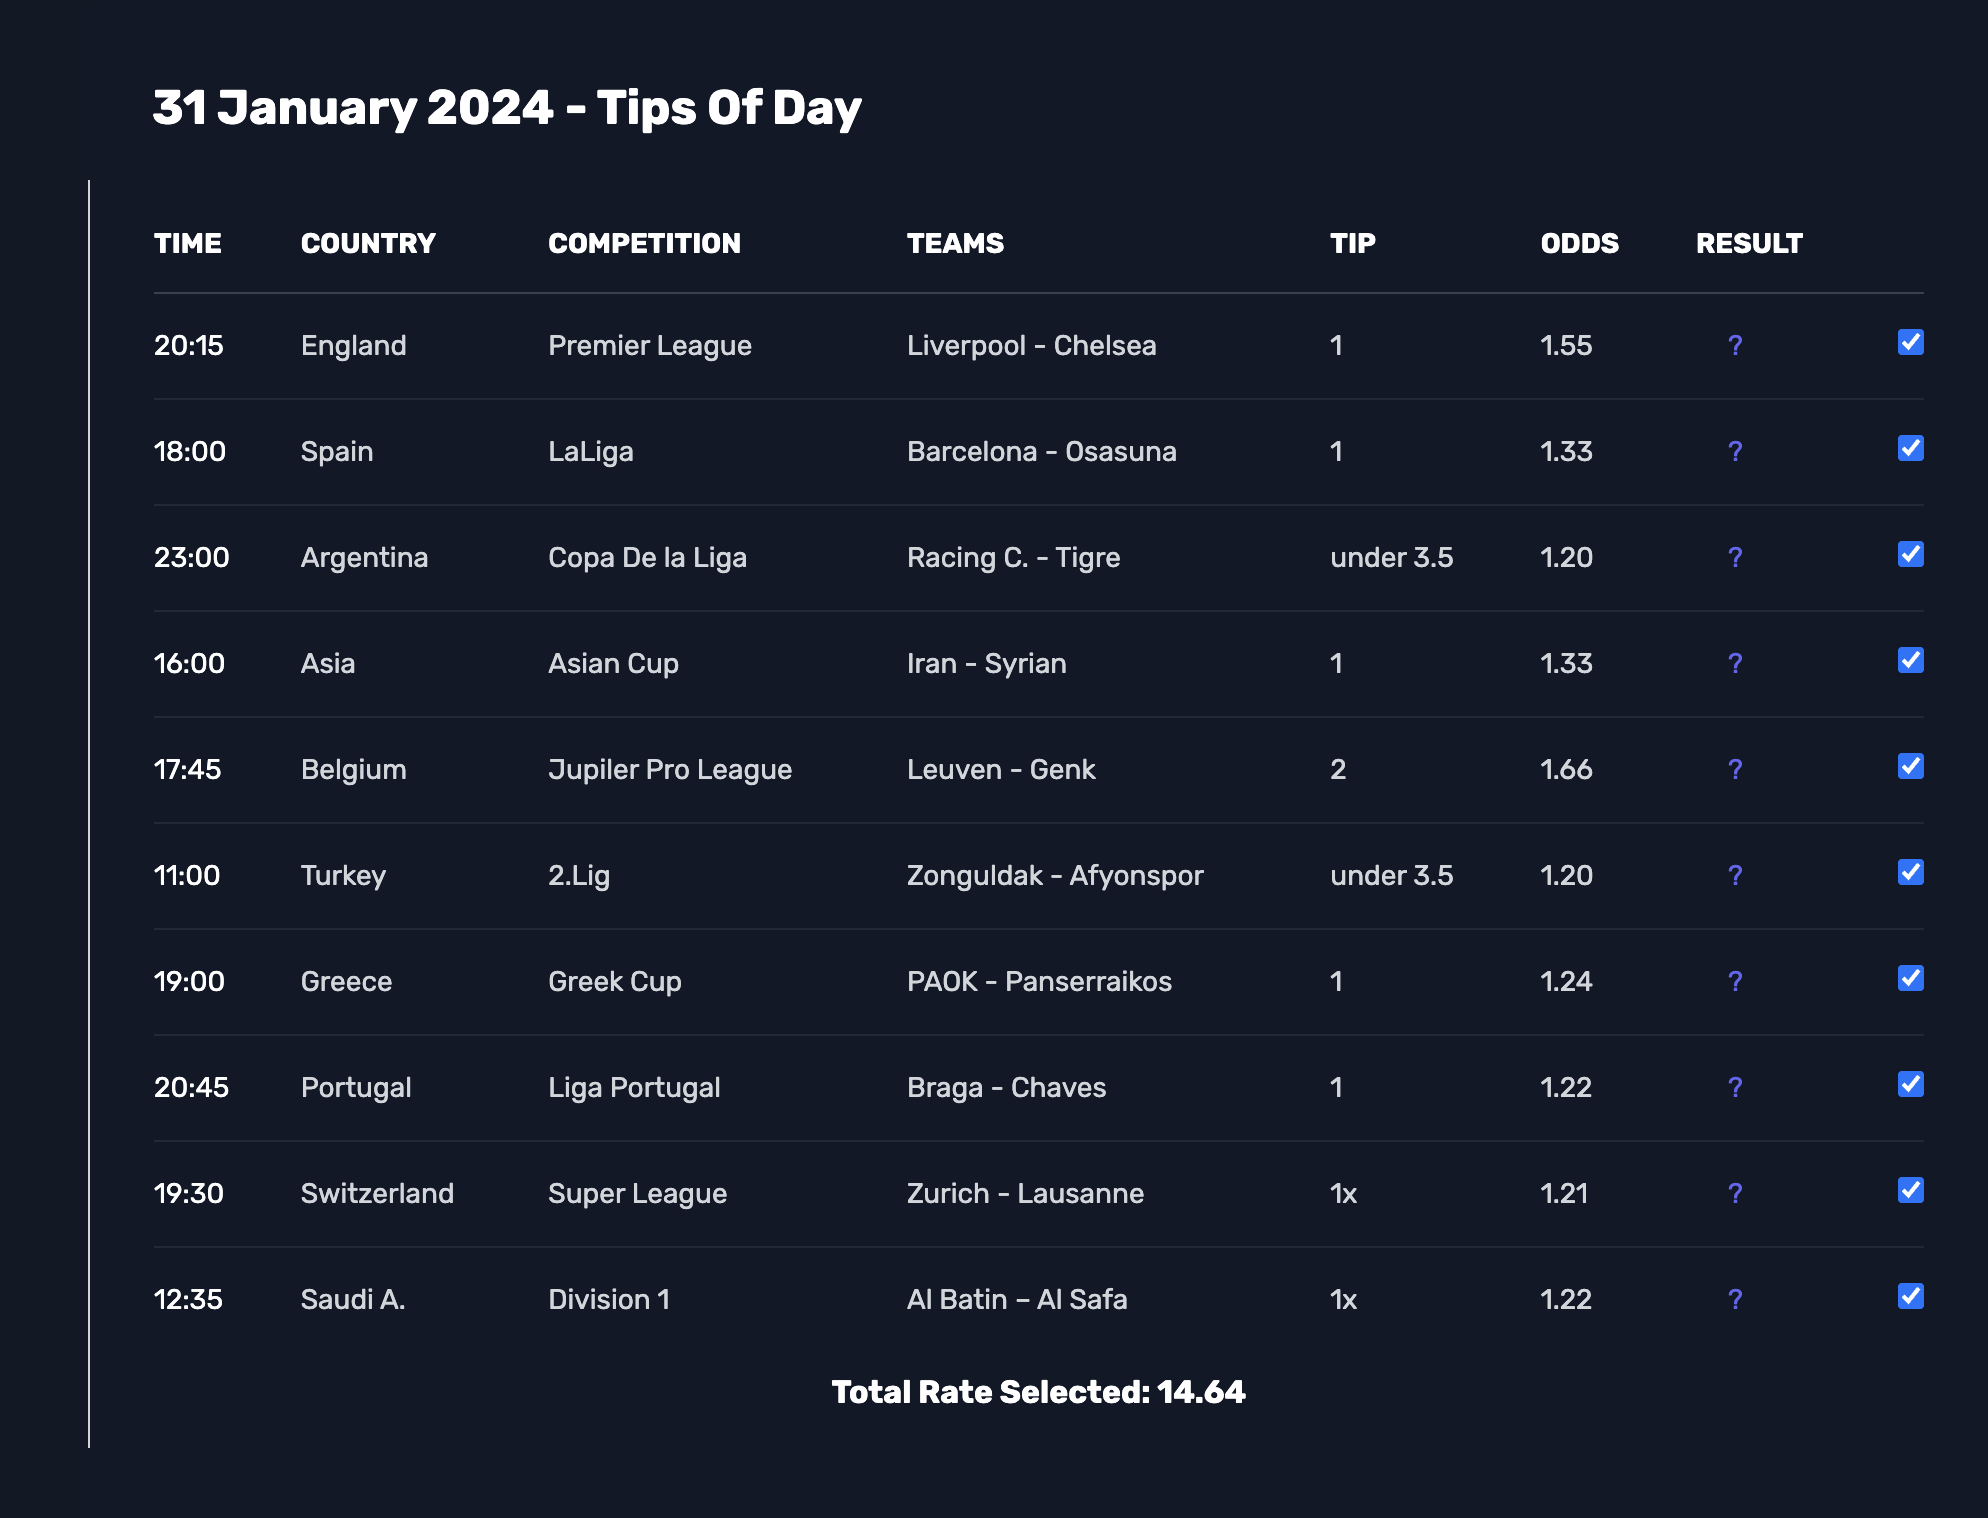 31 January 2024 - Tips Of Day
TIME COUNTRY COMPETITION TEAMS TIP ODDS RESULT
20:15 England Premier League Liverpool - Chelsea 1 1.55 ?
18:00 Spain LaLiga Barcelona - Osasuna 1 1.33 ?
23:00 Argentina Copa De la Liga Racing C. - Tigre under 3.5 1.20 ?
16:00 Asia Asian Cup Iran - Syrian 1 1.33 ?
17:45 Belgium Jupiler Pro League Leuven - Genk 2 1.66 ?
11:00 Turkey 2.Lig Zonguldak - Afyonspor under 3.5 1.20 ?
19:00 Greece Greek Cup PAOK - Panserraikos 1 1.24 ?
20:45 Portugal Liga Portugal Braga - Chaves 1 1.22 ?
19:30 Switzerland Super League Zurich - Lausanne 1x 1.21 ?
12:35 Saudi A. Division 1 Al Batin – Al Safa 1x 1.22 ?
Total Rate Selected: 14.64